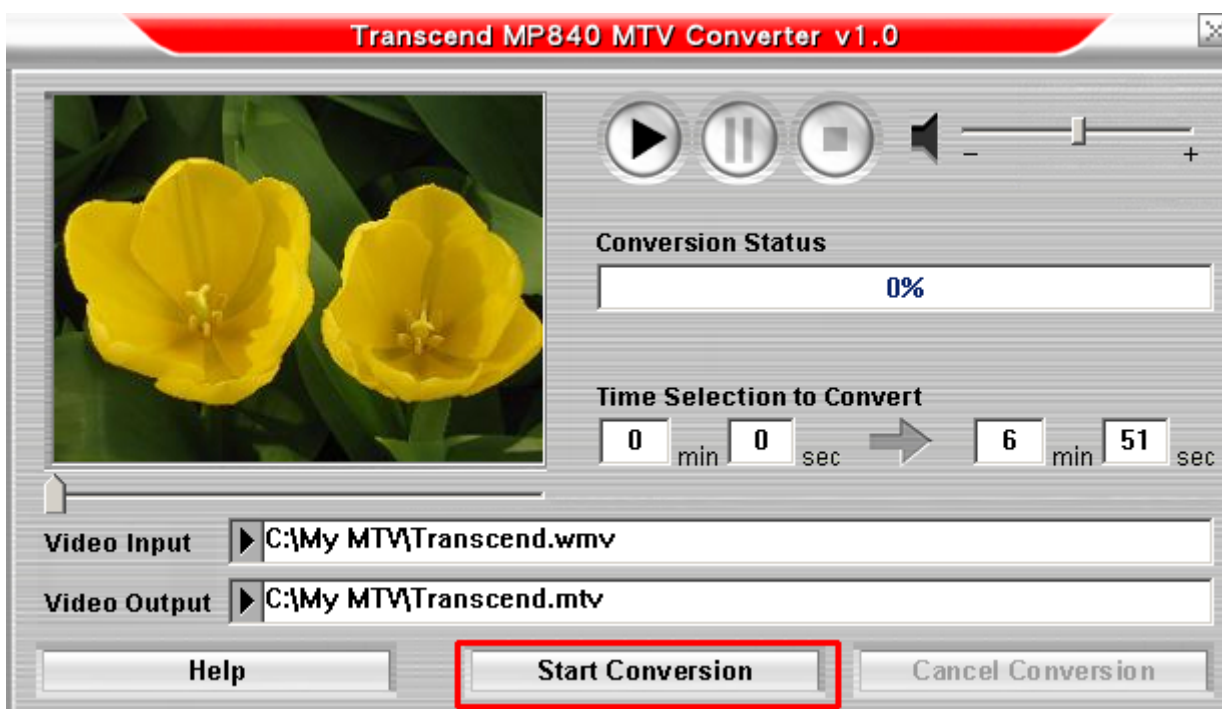 Transcend MP840 MTV Converter v1.0
- +
Conversion Status
0%
Time Selection to Convert
0 min 0 sec 6 min 51 sec
Video Input C:\My MTV\Transcend.wmv
Video Output C:\My MTV\Transcend.mtv
Help Start Conversion Cancel Conversion